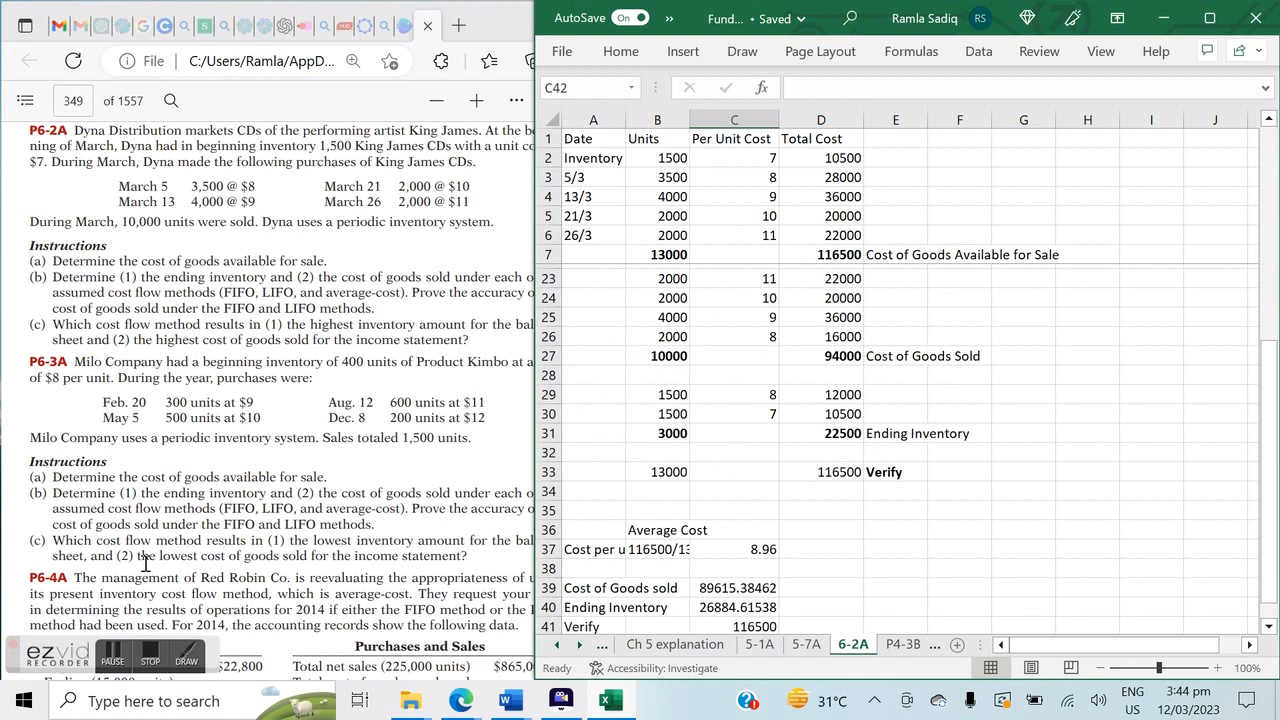 AutoSave On Fund... • Saved Ramla Sadiq RS
File C:/Users/Ramla/AppD...
File Home Insert Draw Page Layout Formulas Data Review View Help
349 of 1557
C42
P6-2A Dyna Distribution markets CDs of the performing artist King James. At the be
ning of March, Dyna had in beginning inventory 1,500 King James CDs with a unit co
$7. During March, Dyna made the following purchases of King James CDs.
March 5 3,500 @ $8 March 21 2,000 @ $10
March 13 4,000 @ $9 March 26 2,000 @ $11
During March, 10,000 units were sold. Dyna uses a periodic inventory system.
Instructions
(a) Determine the cost of goods available for sale.
(b) Determine (1) the ending inventory and (2) the cost of goods sold under each o
assumed cost flow methods (FIFO, LIFO, and average-cost). Prove the accuracy o
cost of goods sold under the FIFO and LIFO methods.
(c) Which cost flow method results in (1) the highest inventory amount for the bal
sheet and (2) the highest cost of goods sold for the income statement?
P6-3A Milo Company had a beginning inventory of 400 units of Product Kimbo at a
of $8 per unit. During the year, purchases were:
Feb. 20 300 units at $9 Aug. 12 600 units at $11
May 5 500 units at $10 Dec. 8 200 units at $12
Milo Company uses a periodic inventory system. Sales totaled 1,500 units.
Instructions
(a) Determine the cost of goods available for sale.
(b) Determine (1) the ending inventory and (2) the cost of goods sold under each o
assumed cost flow methods (FIFO, LIFO, and average-cost). Prove the accuracy o
cost of goods sold under the FIFO and LIFO methods.
(c) Which cost flow method results in (1) the lowest inventory amount for the bal
sheet, and (2) the lowest cost of goods sold for the income statement?
P6-4A The management of Red Robin Co. is reevaluating the appropriateness of u
its present inventory cost flow method, which is average-cost. They request your
in determining the results of operations for 2014 if either the FIFO method or the L
method had been used. For 2014, the accounting records show the following data.
Purchases and Sales
$22,800 Total net sales (225,000 units) $865,
ezvid
RECORDER
PAUSE STOP DRAW
A B C D E F G H I J
1 Date Units Per Unit Cost Total Cost
2 Inventory 1500 7 10500
3 5/3 3500 8 28000
4 13/3 4000 9 36000
5 21/3 2000 10 20000
6 26/3 2000 11 22000
7 13000 116500 Cost of Goods Available for Sale
23 2000 11 22000
24 2000 10 20000
25 4000 9 36000
26 2000 8 16000
27 10000 94000 Cost of Goods Sold
28
29 1500 8 12000
30 1500 7 10500
31 3000 22500 Ending Inventory
32
33 13000 116500 Verify
34
35
36 Average Cost
37 Cost per u 116500/13 8.96
38
39 Cost of Goods sold 89615.38462
40 Ending Inventory 26884.61538
41 Verify 116500
... Ch 5 explanation 5-1A 5-7A 6-2A P4-3B ...
Ready Accessibility: Investigate 100%
Type here to search 31°C ENG US 3:44 pm 12/03/2023